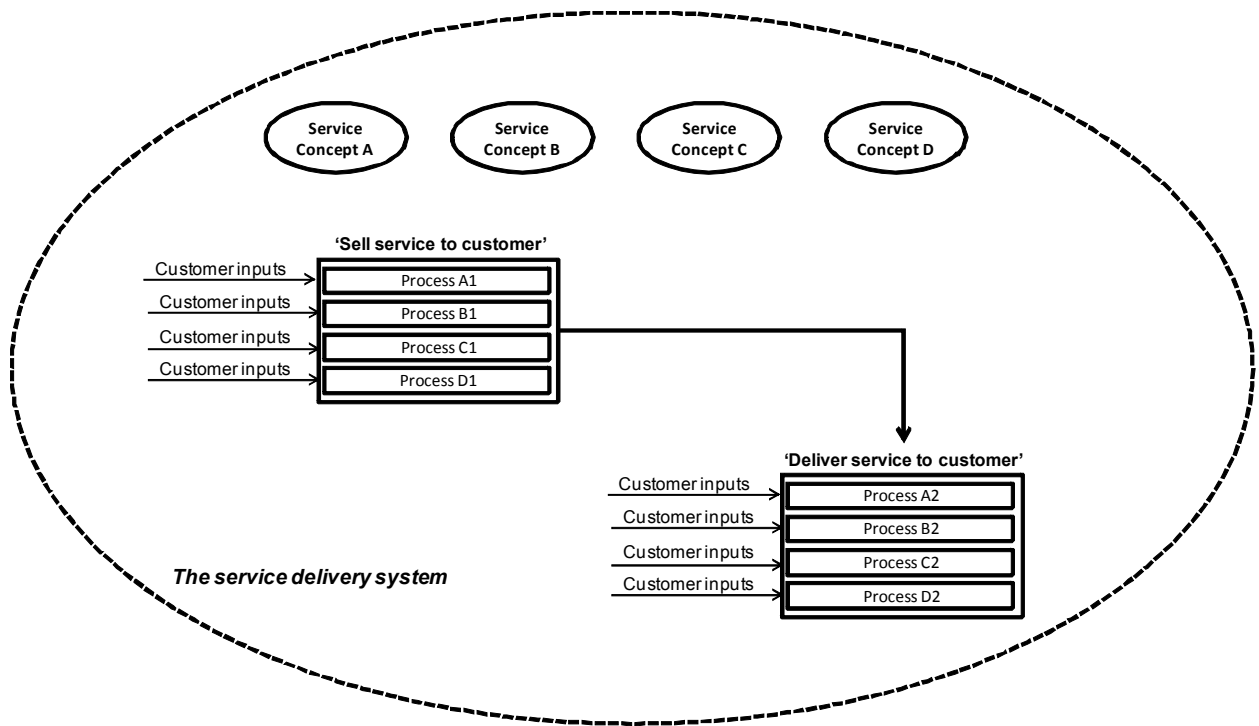 Service
Concept A
Service
Concept B
Service
Concept C
Service
Concept D
‘Sell service to customer’
Customer inputs
Process A1
Customer inputs
Process B1
Customer inputs
Process C1
Customer inputs
Process D1
‘Deliver service to customer’
Customer inputs
Process A2
Customer inputs
Process B2
Customer inputs
Process C2
Customer inputs
Process D2
The service delivery system